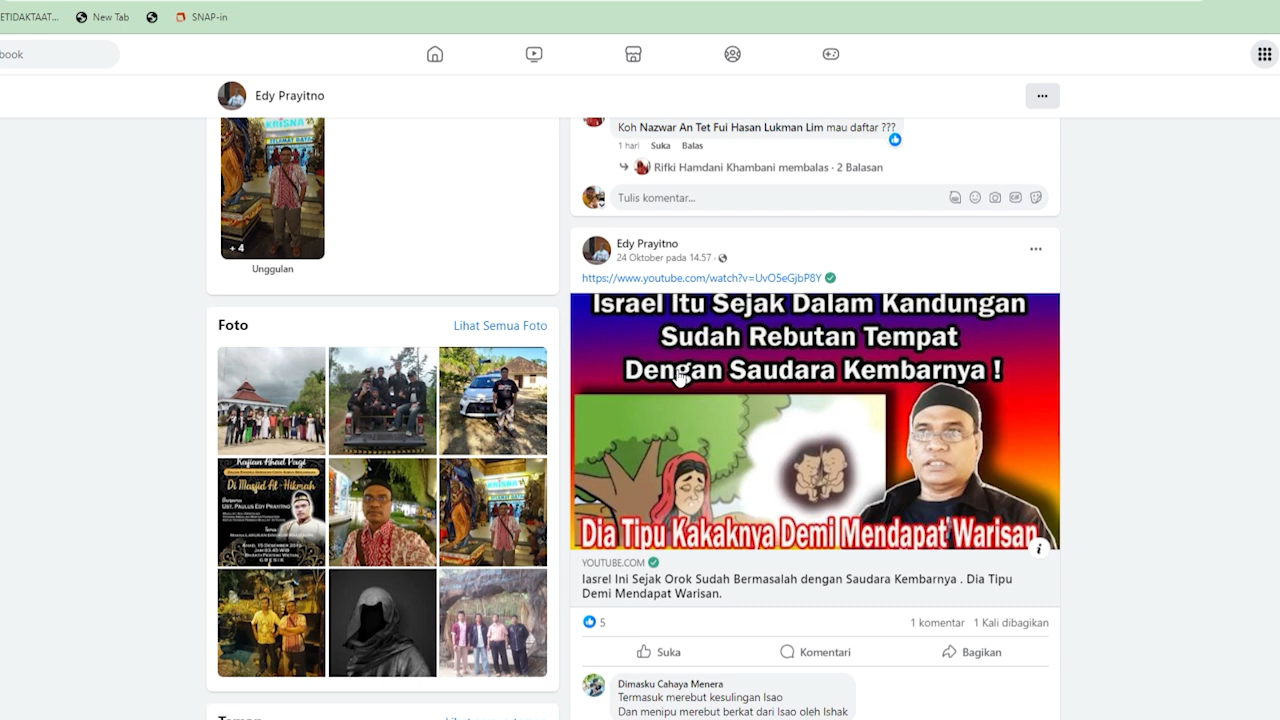 ETIDAKTAAT...
New Tab
SNAP-in
book
Edy Prayitno
KRISNA
+ 4
Unggulan
Foto
Lihat Semua Foto
Kajian Ahad Pagi
Di Masjid Al-Hikmah
Bersama
UST. PAULUS EDY PRAYITNO
Koh Nazwar An Tet Fui Hasan Lukman Lim mau daftar ???
1 hari Suka Balas
Rifki Hamdani Khambani membalas · 2 Balasan
Tulis komentar...
Edy Prayitno
24 Oktober pada 14.57 ·
https://www.youtube.com/watch?v=UvO5eGjbP8Y
Israel Itu Sejak Dalam Kandungan
Sudah Rebutan Tempat
Dengan Saudara Kembarnya !
Dia Tipu Kakaknya Demi Mendapat Warisan
YOUTUBE.COM
Iasrel Ini Sejak Orok Sudah Bermasalah dengan Saudara Kembarnya . Dia Tipu
Demi Mendapat Warisan.
5
1 komentar 1 Kali dibagikan
Suka
Komentari
Bagikan
Dimasku Cahaya Menera
Termasuk merebut kesulingan Isao
Dan menipu merebut berkat dari Isao oleh Ishak